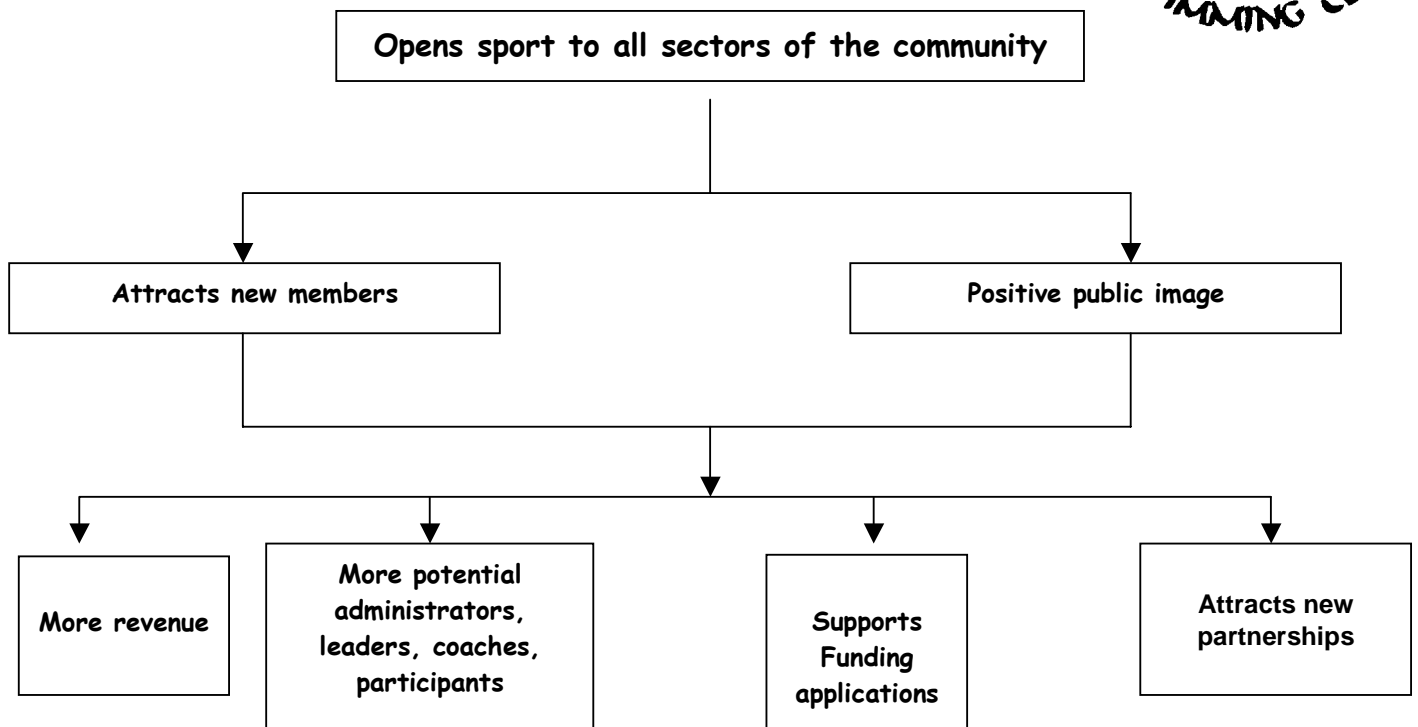 Opens sport to all sectors of the community
Attracts new members
Positive public image
More revenue
More potential
administrators,
leaders, coaches,
participants
Supports
Funding
applications
Attracts new
partnerships